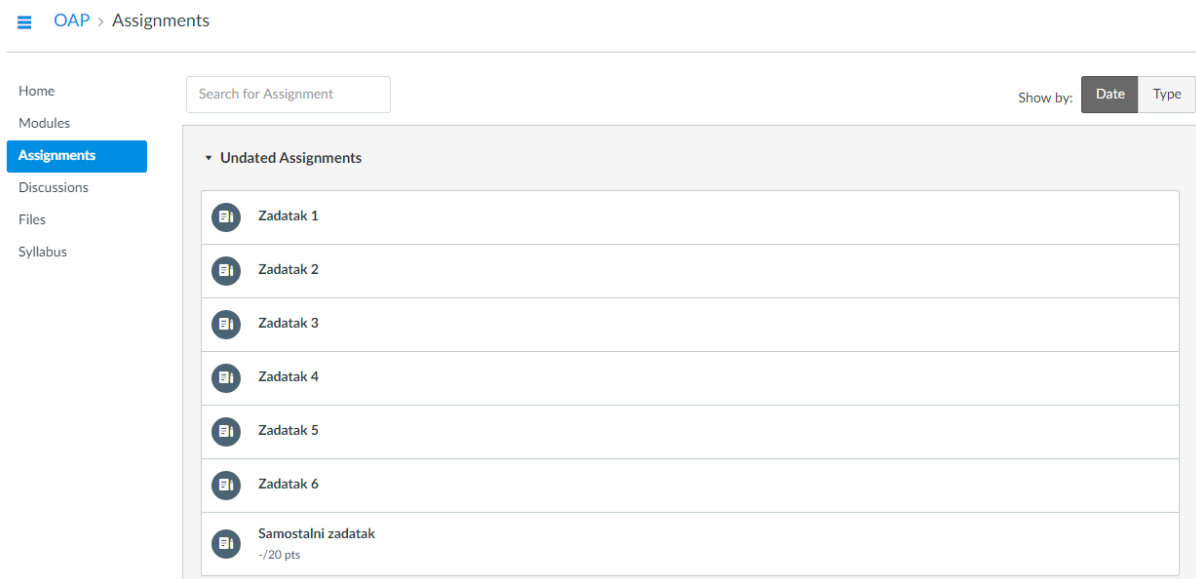 OAP > Assignments
Home
Modules
Assignments
Discussions
Files
Syllabus
Search for Assignment
Show by: Date Type
Undated Assignments
Zadatak 1
Zadatak 2
Zadatak 3
Zadatak 4
Zadatak 5
Zadatak 6
Samostalni zadatak
-/20 pts